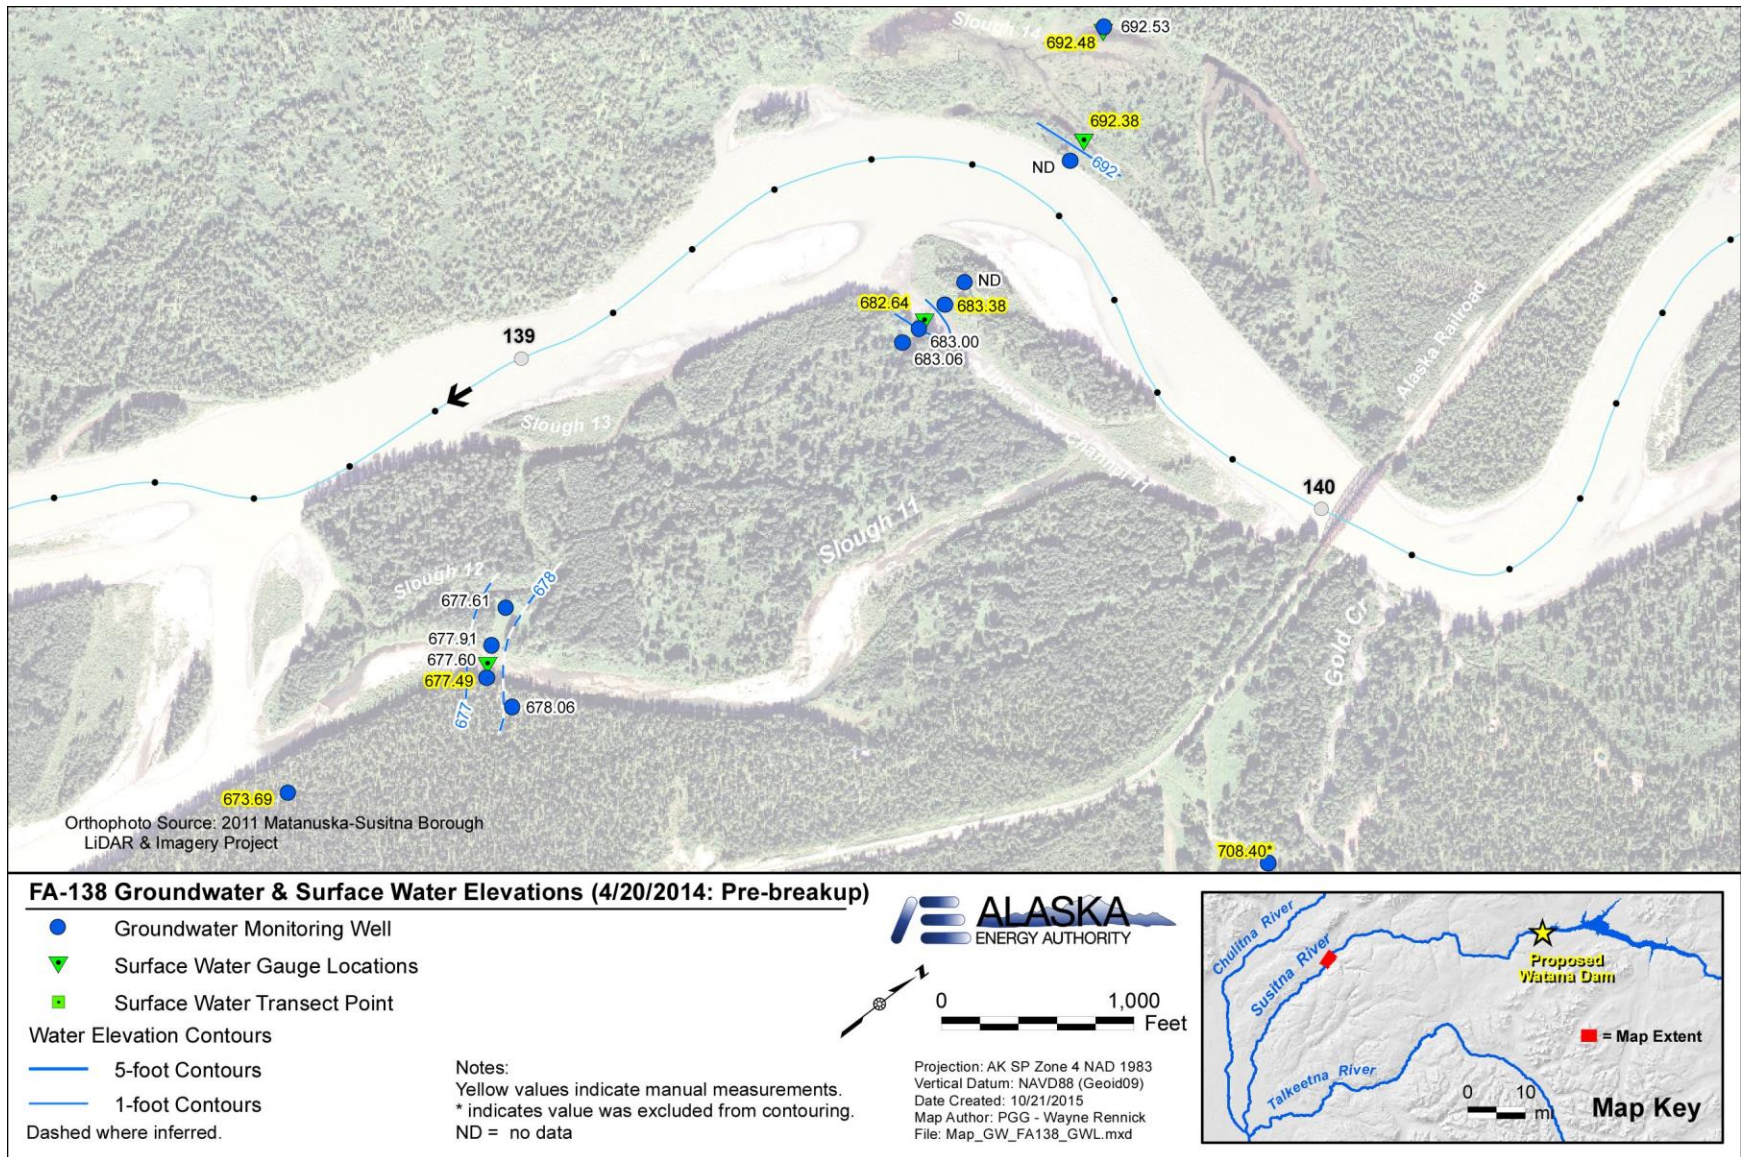 Slough 14
692.53
692.48
692.38
ND
692
ND
682.64
683.38
683.00
683.06
139
Alaska Railroad
Slough 13
Upper Side Channel 11
140
Slough 11
Slough 12
678
677.61
677.91
677.60
677.49
677
678.06
Gold Cr
673.69
Orthophoto Source: 2011 Matanuska-Susitna Borough
LiDAR & Imagery Project
708.40*
FA-138 Groundwater & Surface Water Elevations (4/20/2014: Pre-breakup)
Groundwater Monitoring Well
Surface Water Gauge Locations
Surface Water Transect Point
Water Elevation Contours
5-foot Contours
1-foot Contours
Dashed where inferred.
Notes:
Yellow values indicate manual measurements.
* indicates value was excluded from contouring.
ND = no data
ALASKA
ENERGY AUTHORITY
N
0 1,000
Feet
Projection: AK SP Zone 4 NAD 1983
Vertical Datum: NAVD88 (Geoid09)
Date Created: 10/21/2015
Map Author: PGG - Wayne Rennick
File: Map_GW_FA138_GWL.mxd
Chulitna River
Susitna River
Proposed
Watana Dam
= Map Extent
Talkeetna River
0 10
mi
Map Key